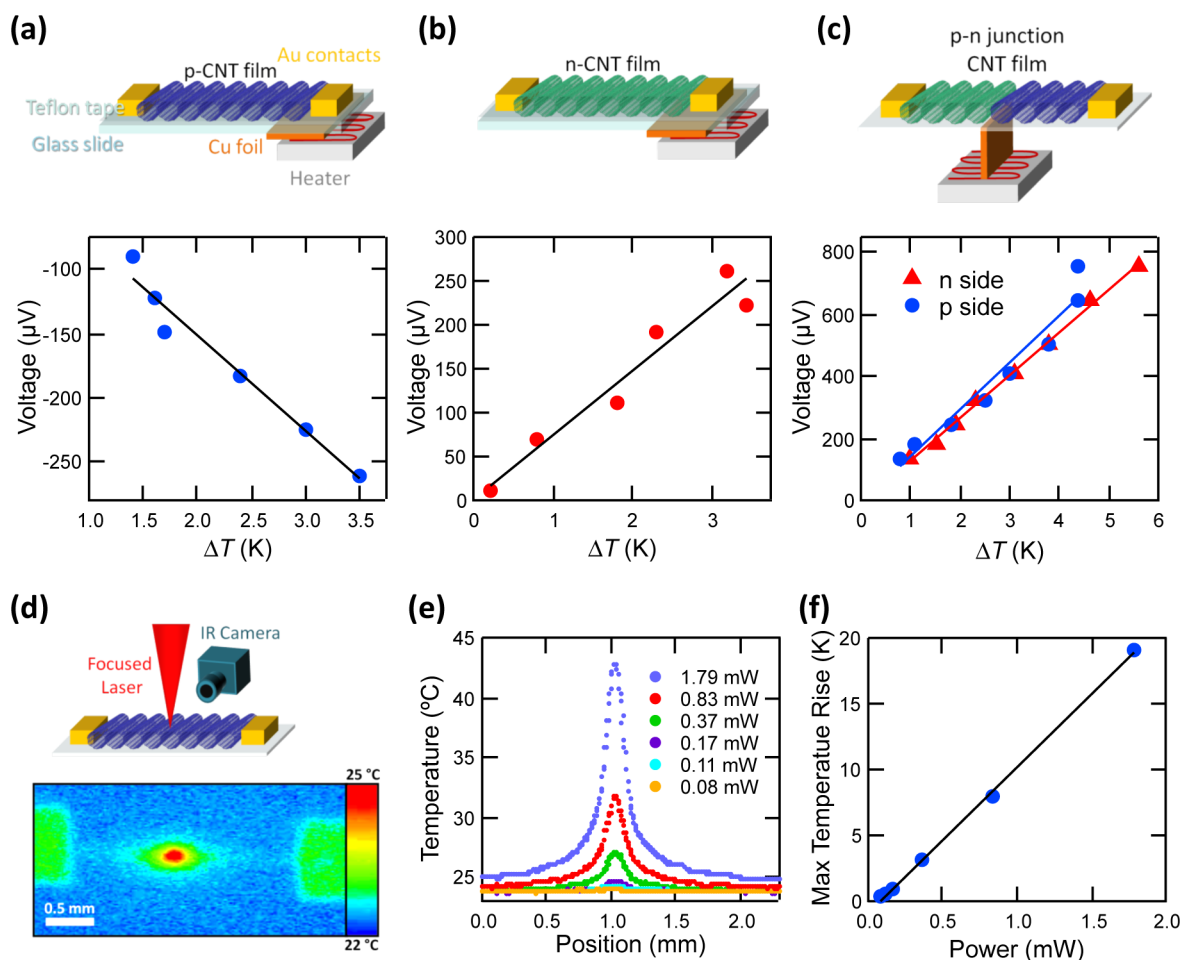 (a)
Au contacts
p-CNT film
Teflon tape
Glass slide
Cu foil
Heater
-100
-150
-200
-250
Voltage (µV)
1.0 1.5 2.0 2.5 3.0 3.5
ΔT (K)
(b)
n-CNT film
300
250
200
150
100
50
0
Voltage (µV)
0 1 2 3
ΔT (K)
(c)
p-n junction
CNT film
800
600
400
200
0
Voltage (µV)
n side
p side
0 1 2 3 4 5 6
ΔT (K)
(d)
IR Camera
Focused
Laser
25 °C
0.5 mm
22 °C
(e)
45
40
35
30
25
Temperature (ºC)
1.79 mW
0.83 mW
0.37 mW
0.17 mW
0.11 mW
0.08 mW
0.0 0.5 1.0 1.5 2.0
Position (mm)
(f)
20
15
10
5
0
Max Temperatue Rise (K)
0.0 0.5 1.0 1.5 2.0
Power (mW)